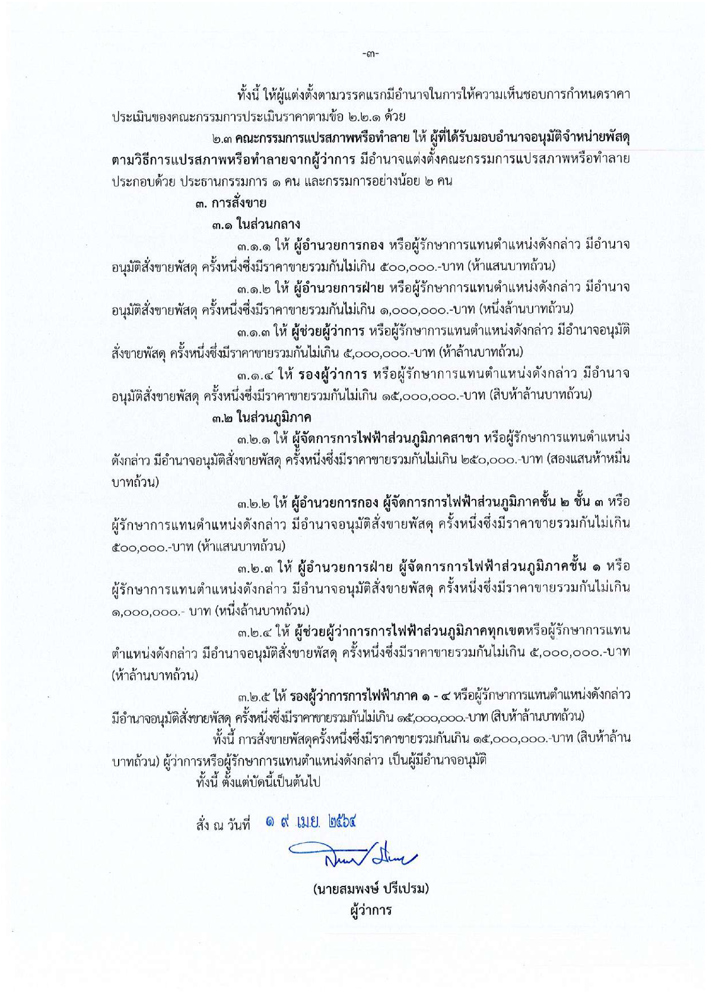 -๓-
ทั้งนี้ ให้ผู้แต่งตั้งตามวรรคแรกมีอำนาจในการให้ความเห็นชอบการกำหนดราคา
ประเมินของคณะกรรมการประเมินราคาตามข้อ ๒.๒.๑ ด้วย
๒.๓ คณะกรรมการแปรสภาพหรือทำลาย ให้ ผู้ที่ได้รับมอบอำนาจอนุมัติจำหน่ายพัสดุ
ตามวิธีการแปรสภาพหรือทำลายจากผู้ว่าการ มีอำนาจแต่งตั้งคณะกรรมการแปรสภาพหรือทำลาย
ประกอบด้วย ประธานกรรมการ ๑ คน และกรรมการอย่างน้อย ๒ คน
๓. การสั่งขาย
๓.๑ ในส่วนกลาง
๓.๑.๑ ให้ ผู้อำนวยการกอง หรือผู้รักษาการแทนตำแหน่งดังกล่าว มีอำนาจ
อนุมัติสั่งขายพัสดุ ครั้งหนึ่งซึ่งมีราคาขายรวมกันไม่เกิน ๕๐๐,๐๐๐.-บาท (ห้าแสนบาทถ้วน)
๓.๑.๒ ให้ ผู้อำนวยการฝ่าย หรือผู้รักษาการแทนตำแหน่งดังกล่าว มีอำนาจ
อนุมัติสั่งขายพัสดุ ครั้งหนึ่งซึ่งมีราคาขายรวมกันไม่เกิน ๑,๐๐๐,๐๐๐.-บาท (หนึ่งล้านบาทถ้วน)
๓.๑.๓ ให้ ผู้ช่วยผู้ว่าการ หรือผู้รักษาการแทนตำแหน่งดังกล่าว มีอำนาจอนุมัติ
สั่งขายพัสดุ ครั้งหนึ่งซึ่งมีราคาขายรวมกันไม่เกิน ๕,๐๐๐,๐๐๐.-บาท (ห้าล้านบาทถ้วน)
๓.๑.๔ ให้ รองผู้ว่าการ หรือผู้รักษาการแทนตำแหน่งดังกล่าว มีอำนาจ
อนุมัติสั่งขายพัสดุ ครั้งหนึ่งซึ่งมีราคาขายรวมกันไม่เกิน ๑๕,๐๐๐,๐๐๐.-บาท (สิบห้าล้านบาทถ้วน)
๓.๒ ในส่วนภูมิภาค
๓.๒.๑ ให้ ผู้จัดการการไฟฟ้าส่วนภูมิภาคสาขา หรือผู้รักษาการแทนตำแหน่ง
ดังกล่าว มีอำนาจอนุมัติสั่งขายพัสดุ ครั้งหนึ่งซึ่งมีราคาขายรวมกันไม่เกิน ๒๕๐,๐๐๐.-บาท (สองแสนห้าหมื่น
บาทถ้วน)
๓.๒.๒ ให้ ผู้อำนวยการกอง ผู้จัดการการไฟฟ้าส่วนภูมิภาคชั้น ๒ ชั้น ๓ หรือ
ผู้รักษาการแทนตำแหน่งดังกล่าว มีอำนาจอนุมัติสั่งขายพัสดุ ครั้งหนึ่งซึ่งมีราคาขายรวมกันไม่เกิน
๕๐๐,๐๐๐.-บาท (ห้าแสนบาทถ้วน)
๓.๒.๓ ให้ ผู้อำนวยการฝ่าย ผู้จัดการการไฟฟ้าส่วนภูมิภาคชั้น ๑ หรือ
ผู้รักษาการแทนตำแหน่งดังกล่าว มีอำนาจอนุมัติสั่งขายพัสดุ ครั้งหนึ่งซึ่งมีราคาขายรวมกันไม่เกิน
๑,๐๐๐,๐๐๐.- บาท (หนึ่งล้านบาทถ้วน)
๓.๒.๔ ให้ ผู้ช่วยผู้ว่าการการไฟฟ้าส่วนภูมิภาคทุกเขตหรือผู้รักษาการแทน
ตำแหน่งดังกล่าว มีอำนาจอนุมัติสั่งขายพัสดุ ครั้งหนึ่งซึ่งมีราคาขายรวมกันไม่เกิน ๕,๐๐๐,๐๐๐.-บาท
(ห้าล้านบาทถ้วน)
๓.๒.๕ ให้ รองผู้ว่าการการไฟฟ้าภาค ๑ - ๔ หรือผู้รักษาการแทนตำแหน่งดังกล่าว
มีอำนาจอนุมัติสั่งขายพัสดุ ครั้งหนึ่งซึ่งมีราคาขายรวมกันไม่เกิน ๑๕,๐๐๐,๐๐๐.-บาท (สิบห้าล้านบาทถ้วน)
ทั้งนี้ การสั่งขายพัสดุครั้งหนึ่งซึ่งมีราคาขายรวมกันเกิน ๑๕,๐๐๐,๐๐๐.-บาท (สิบห้าล้าน
บาทถ้วน) ผู้ว่าการหรือผู้รักษาการแทนตำแหน่งดังกล่าว เป็นผู้มีอำนาจอนุมัติ
ทั้งนี้ ตั้งแต่บัดนี้เป็นต้นไป
สั่ง ณ วันที่ ๑ ๙ เม.ย. ๒๕๖๔
(นายสมพงษ์ ปรีเปรม)
ผู้ว่าการ